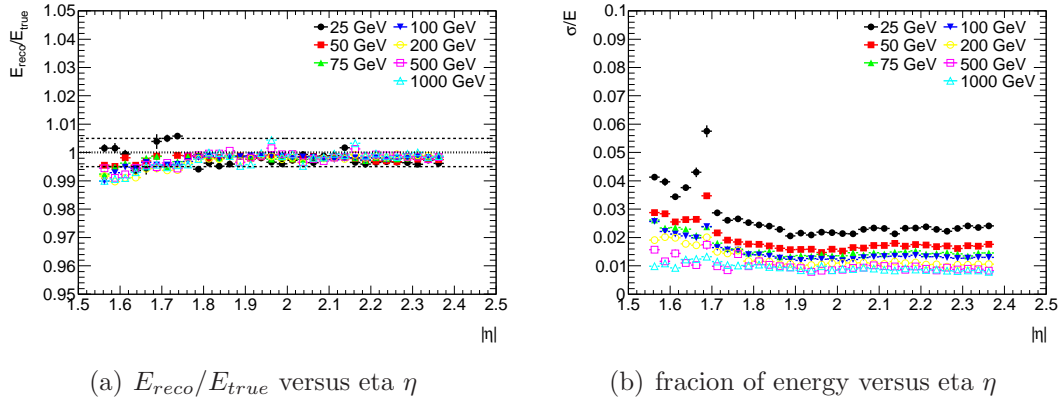 E_reco/E_true
1.05
1.04
1.03
1.02
1.01
1
0.99
0.98
0.97
0.96
0.95
25 GeV
50 GeV
75 GeV
100 GeV
200 GeV
500 GeV
1000 GeV
1.5 1.6 1.7 1.8 1.9 2 2.1 2.2 2.3 2.4 2.5
|η|
(a) E_reco/E_true versus eta η
σ/E
0.1
0.09
0.08
0.07
0.06
0.05
0.04
0.03
0.02
0.01
0
25 GeV
50 GeV
75 GeV
100 GeV
200 GeV
500 GeV
1000 GeV
1.5 1.6 1.7 1.8 1.9 2 2.1 2.2 2.3 2.4 2.5
|η|
(b) fracion of energy versus eta η